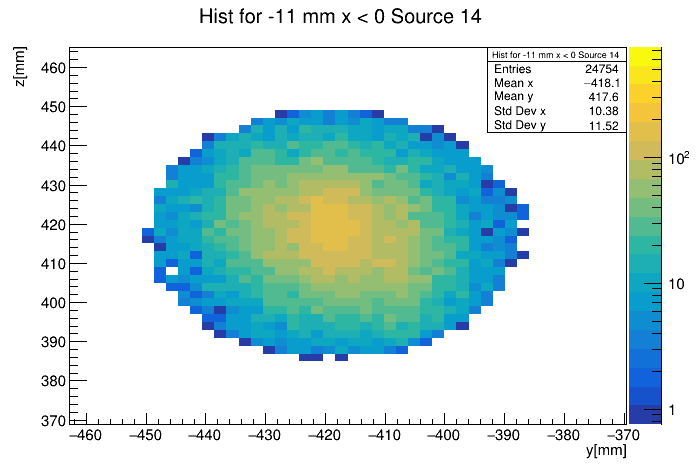 Hist for -11 mm x < 0 Source 14
z[mm]
Hist for -11 mm x < 0 Source 14
Entries 24754
Mean x −418.1
Mean y 417.6
Std Dev x 10.38
Std Dev y 11.52
460
450
440
430
420
410
400
390
380
370
10²
10
1
−460 −450 −440 −430 −420 −410 −400 −390 −380 −370
y[mm]